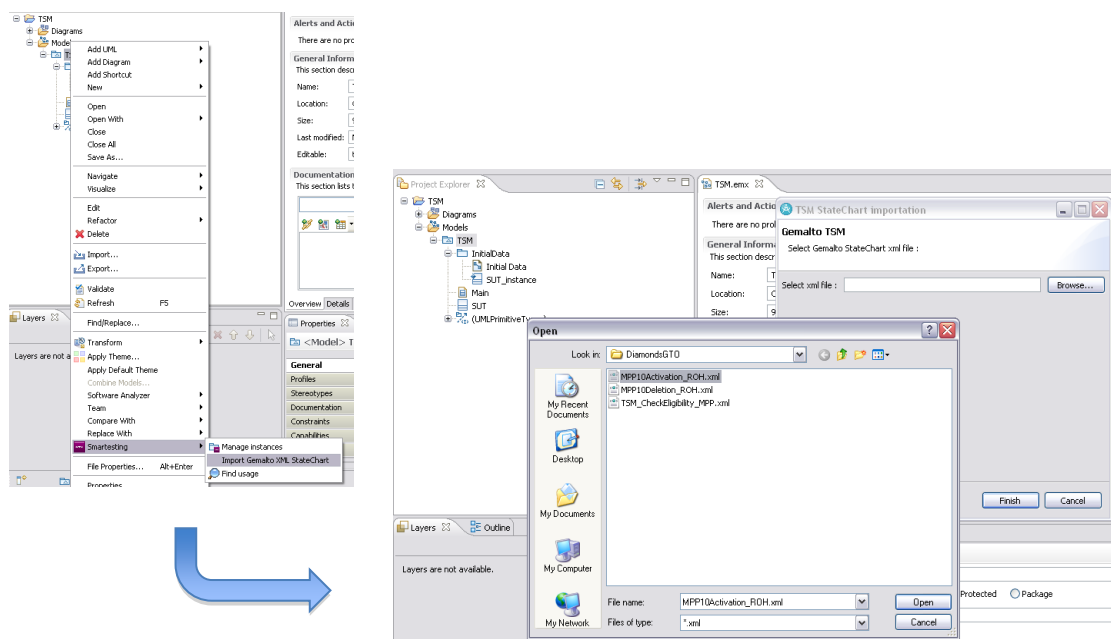 TSM
Diagrams
Add UML
Add Diagram
Add Shortcut
New
Open
Open With
Close
Close All
Save As...
Navigate
Visualize
Edit
Refactor
Delete
Import...
Export...
Validate
Refresh F5
Find/Replace...
Transform
Apply Theme...
Apply Default Theme
Combine Models...
Software Analyzer
Team
Compare With
Replace With
Smartesting
File Properties... Alt+Enter
Properties
Manage instances
Import Gemalto XML StateChart
Find usage
Layers
Layers are not a
Alerts and Acti
There are no pro
General Inform
This section descr
Name:
Location:
Size:
Last modified:
Editable:
Documentation
This section lists t
Overview Details
Properties
<Model> T
General
Profiles
Stereotypes
Documentation
Constraints
Capabilities
Project Explorer
TSM
Diagrams
Models
TSM
InitialData
Initial Data
SUT_instance
Main
SUT
(UMLPrimitiveTy
Layers Outline
Layers are not available.
TSM.emx
Alerts and Actio
There are no prol
General Informa
This section descr
Name:
Location:
Size:
TSM StateChart importation
Gemalto TSM
Select Gemalto StateChart xml file :
Select xml file : Browse...
Finish Cancel
Protected Package
Open
Look in: DiamondsGTO
MPP10Activation_ROH.xml
MPP10Deletion_ROH.xml
TSM_CheckEligibility_MPP.xml
My Recent
Documents
Desktop
My Documents
My Computer
My Network
File name: MPP10Activation_ROH.xml Open
Files of type: *.xml Cancel